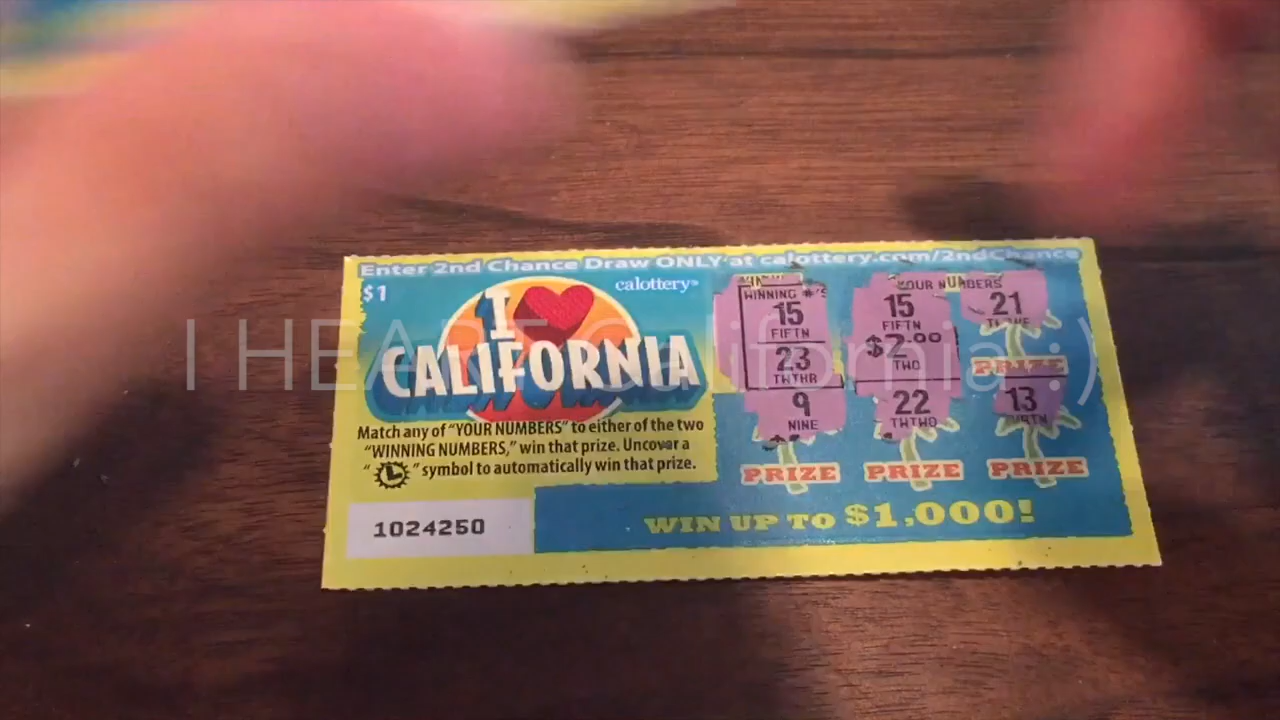 Enter 2nd Chance Draw ONLY at calottery.com/2ndChance
$1
calottery
I
CALIFORNIA
I HEART California :)
Match any of "YOUR NUMBERS" to either of the two
"WINNING NUMBERS," win that prize. Uncover a
" " symbol to automatically win that prize.
1024250
WINNING #'S
15
FIFTN
23
TWTHR
YOUR NUMBERS
15
FIFTN
$2.00
TWO
21
PRIZE
9
NINE
PRIZE
22
TWTWO
PRIZE
13
PRIZE
WIN UP TO $1,000!